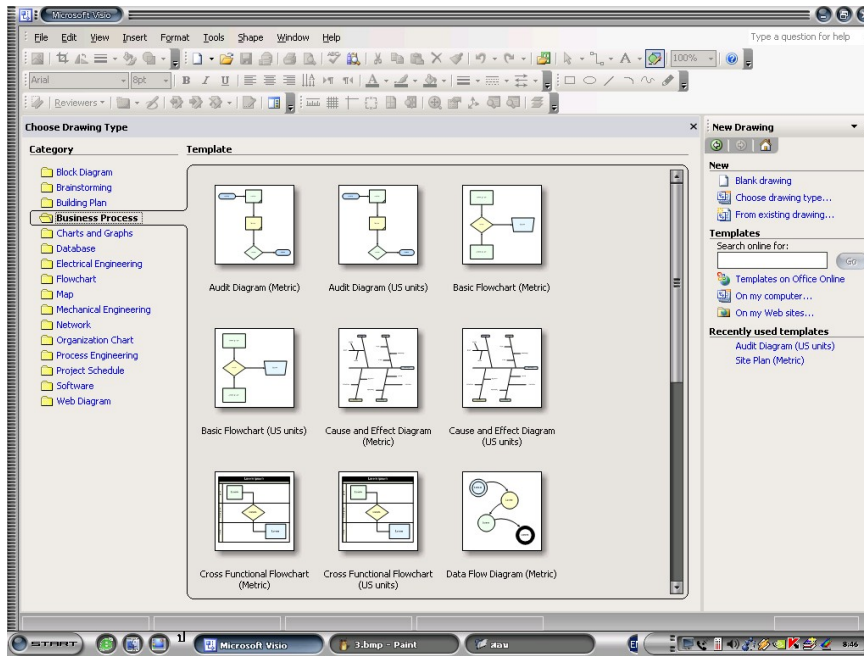 Microsoft Visio
File Edit View Insert Format Tools Shape Window Help
Type a question for help
100%
Arial 8pt B I U
Reviewers
Choose Drawing Type
Category
Template
Block Diagram
Brainstorming
Building Plan
Business Process
Charts and Graphs
Database
Electrical Engineering
Flowchart
Map
Mechanical Engineering
Network
Organization Chart
Process Engineering
Project Schedule
Software
Web Diagram
Audit Diagram (Metric)
Audit Diagram (US units)
Basic Flowchart (Metric)
Basic Flowchart (US units)
Cause and Effect Diagram
(Metric)
Cause and Effect Diagram
(US units)
Cross Functional Flowchart
(Metric)
Cross Functional Flowchart
(US units)
Data Flow Diagram (Metric)
New Drawing
New
Blank drawing
Choose drawing type...
From existing drawing...
Templates
Search online for:
Go
Templates on Office Online
On my computer...
On my Web sites...
Recently used templates
Audit Diagram (US units)
Site Plan (Metric)
START
ป
Microsoft Visio
3.bmp - Paint
สอน
8:46